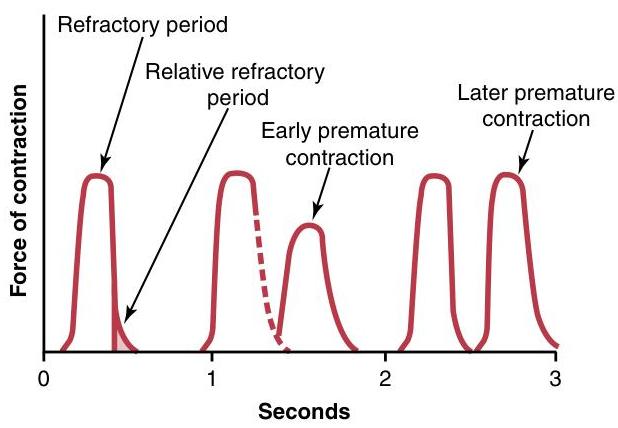 Refractory period
Relative refractory
period
Early premature
contraction
Later premature
contraction
Force of contraction
0
1
2
3
Seconds